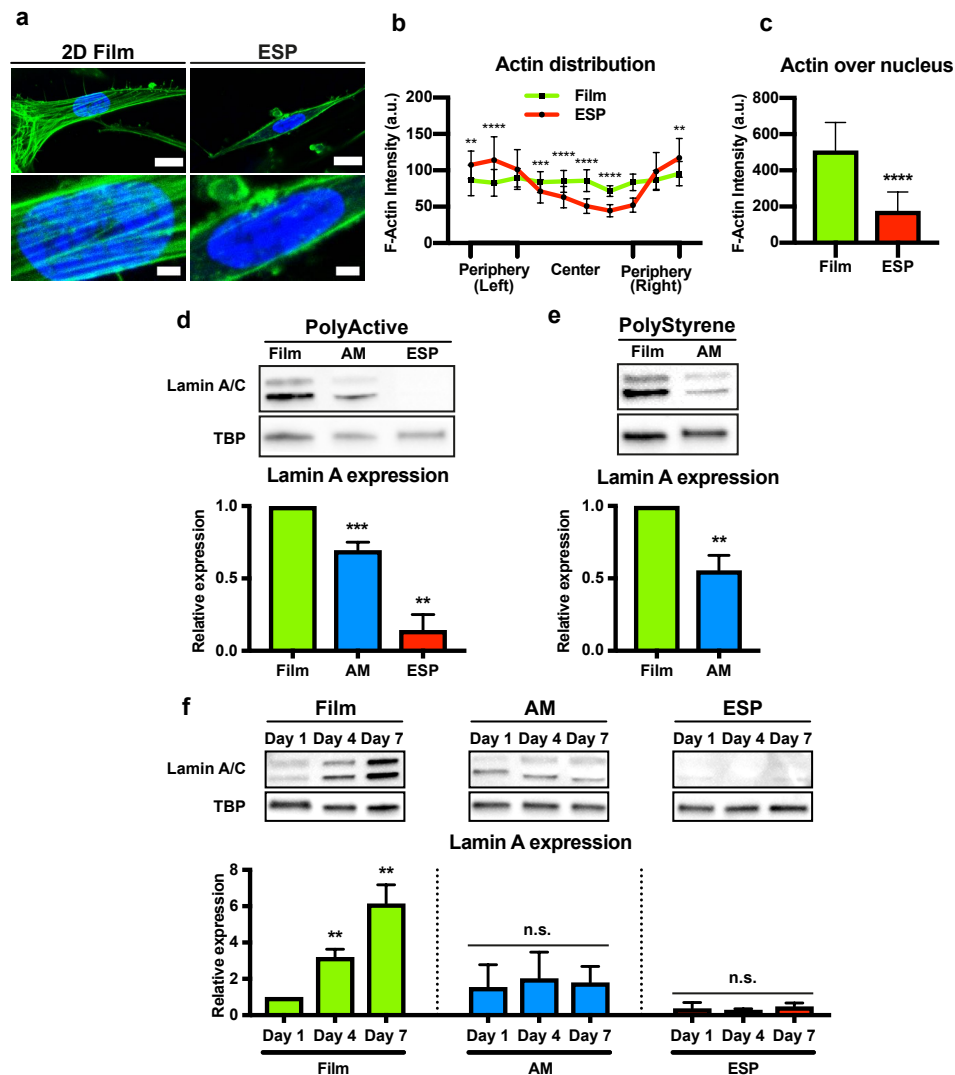 a
2D Film ESP
b
Actin distribution
Film
ESP
F-Actin Intensity (a.u.)
200
150
100
50
0
** **** *** **** **** **** **
Periphery (Left) Center Periphery (Right)
c
Actin over nucleus
F-Actin Intensity (a.u.)
800
600
400
200
0
****
Film ESP
d
PolyActive
Film AM ESP
Lamin A/C
TBP
Lamin A expression
Relative expression
1.0
0.5
0.0
*** **
Film AM ESP
e
PolyStyrene
Film AM
Lamin A expression
Relative expression
1.0
0.5
0.0
**
Film AM
f
Film AM ESP
Day 1 Day 4 Day 7 Day 1 Day 4 Day 7 Day 1 Day 4 Day 7
Lamin A/C
TBP
Lamin A expression
Relative expression
8
6
4
2
0
** ** n.s. n.s.
Day 1 Day 4 Day 7 Day 1 Day 4 Day 7 Day 1 Day 4 Day 7
Film AM ESP